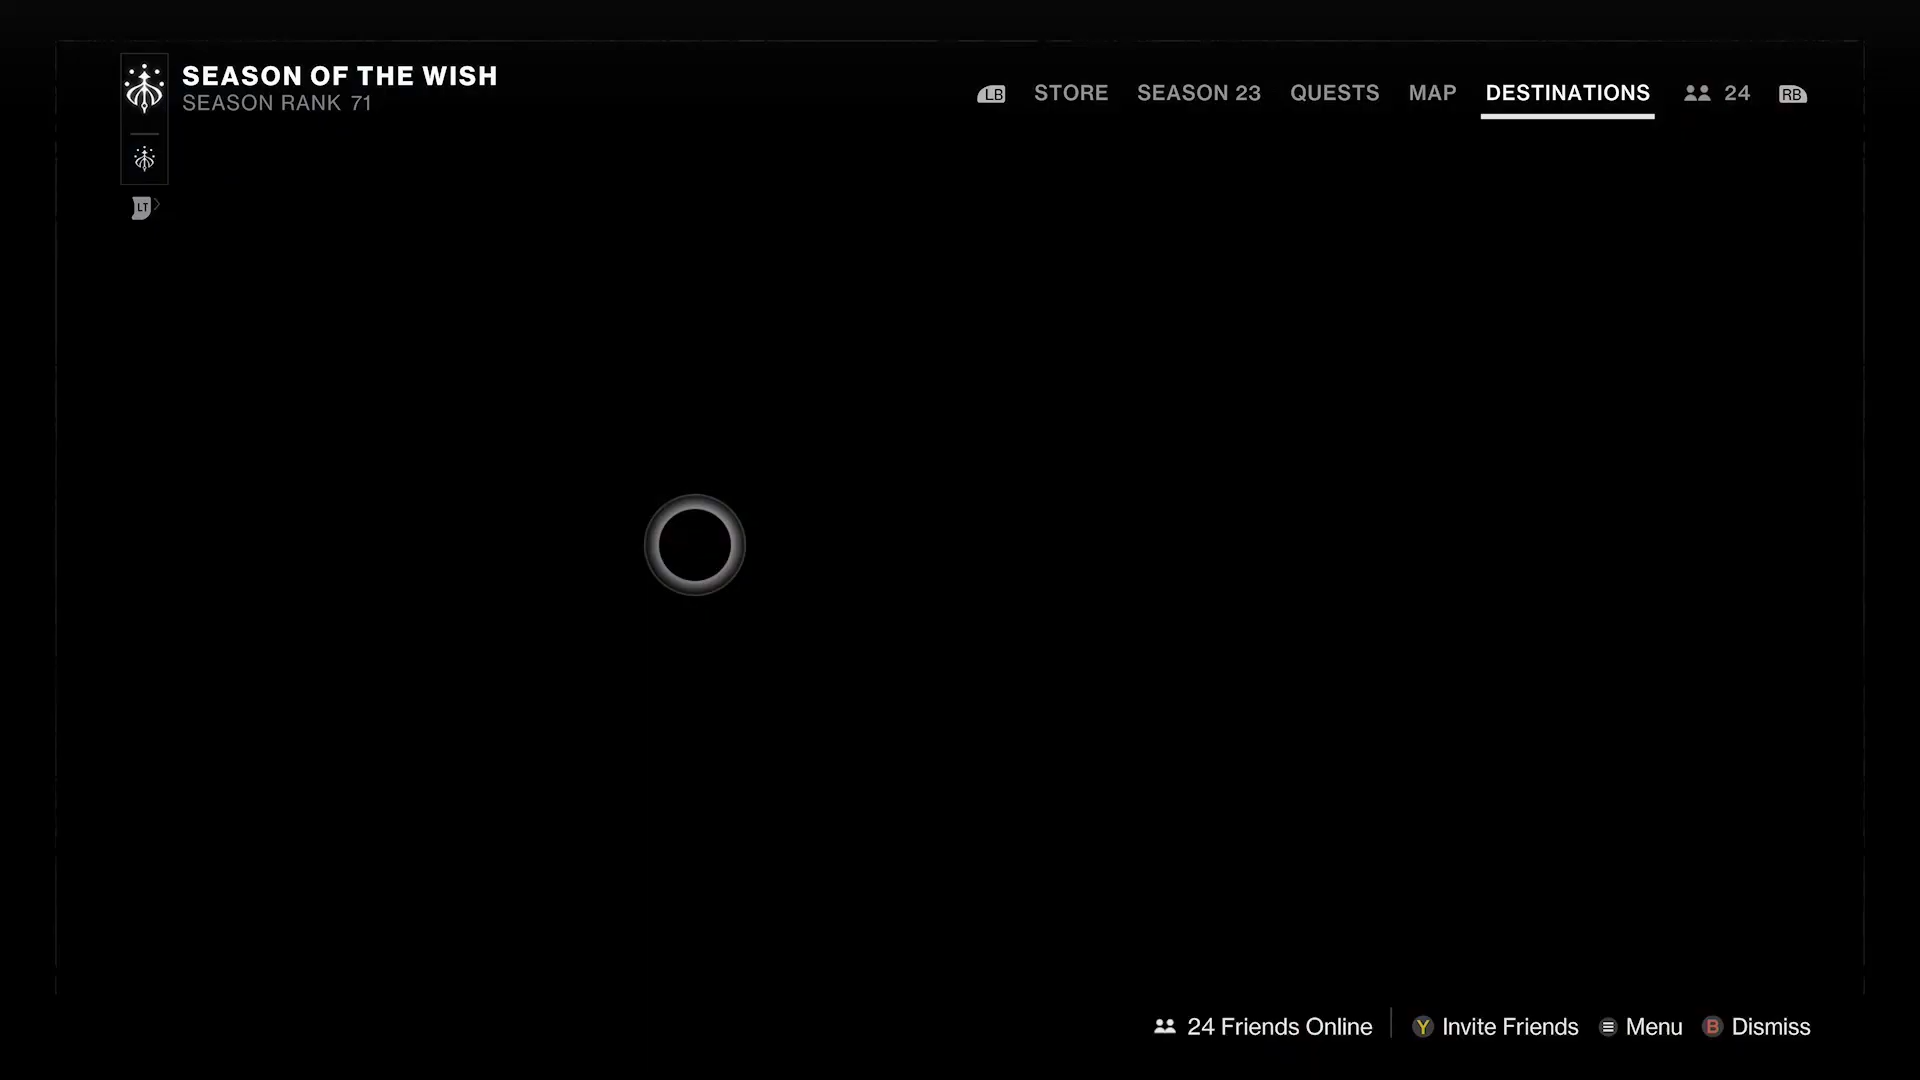 SEASON OF THE WISH
SEASON RANK 71
LB STORE SEASON 23 QUESTS MAP DESTINATIONS 24 RB
LT
24 Friends Online Y Invite Friends Menu B Dismiss